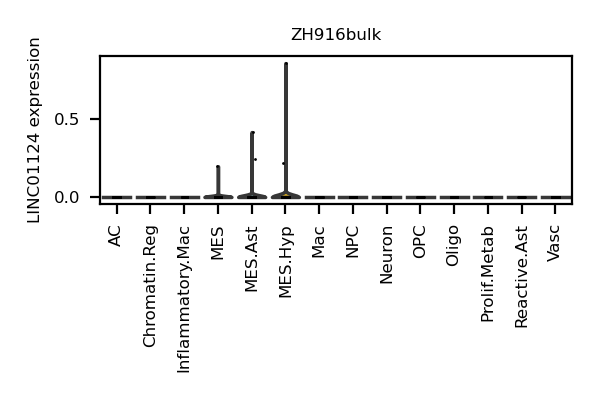 ZH916bulk
LINC01124 expression
0.5
0.0
AC
Chromatin.Reg
Inflammatory.Mac
MES
MES.Ast
MES.Hyp
Mac
NPC
Neuron
OPC
Oligo
Prolif.Metab
Reactive.Ast
Vasc